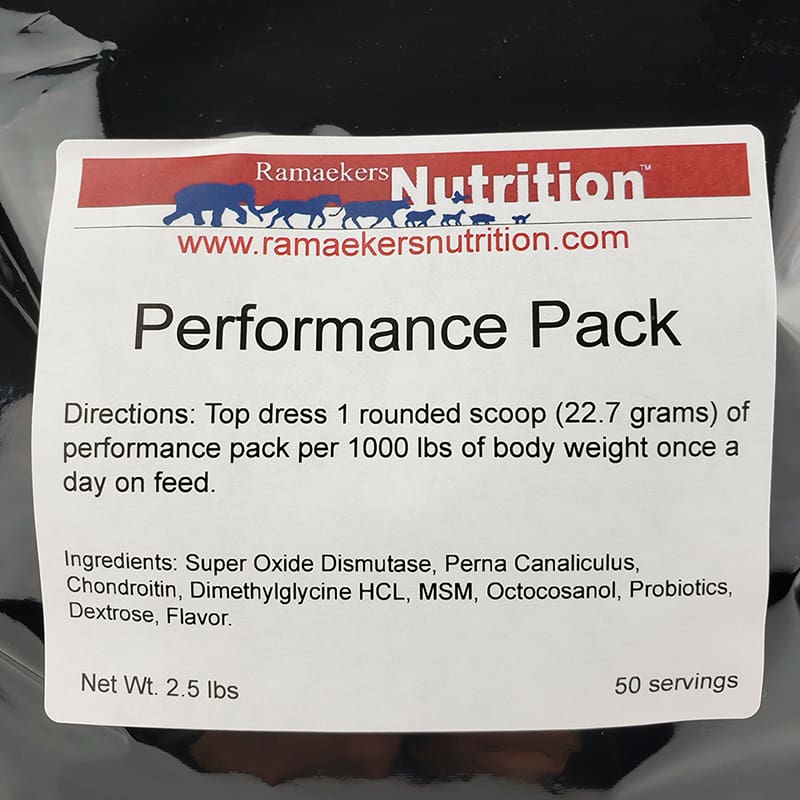 Ramaekers Nutrition™
www.ramaekersnutrition.com
Performance Pack
Directions: Top dress 1 rounded scoop (22.7 grams) of
performance pack per 1000 lbs of body weight once a
day on feed.
Ingredients: Super Oxide Dismutase, Perna Canaliculus,
Chondroitin, Dimethylglycine HCL, MSM, Octocosanol, Probiotics,
Dextrose, Flavor.
Net Wt. 2.5 lbs
50 servings